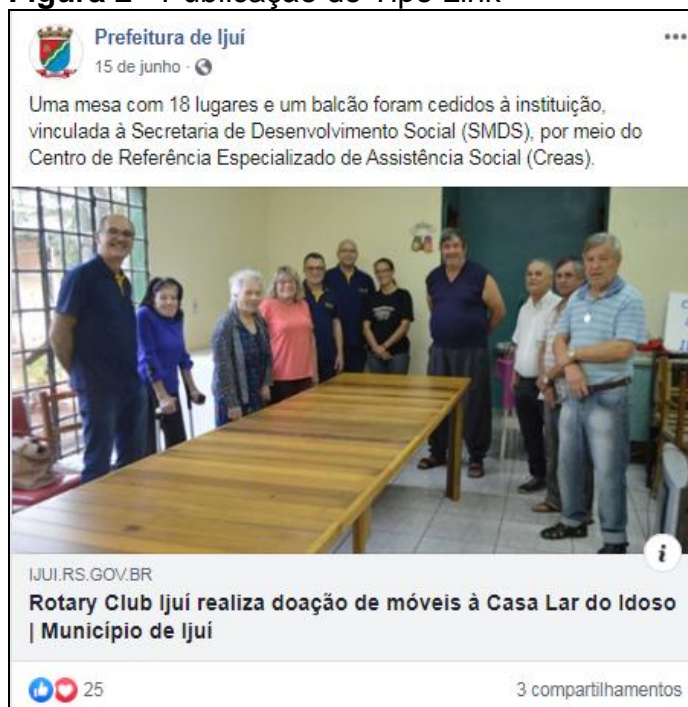 Figura 2 - Publicação do Tipo Link
Prefeitura de Ijuí
15 de junho ·
Uma mesa com 18 lugares e um balcão foram cedidos à instituição,
vinculada à Secretaria de Desenvolvimento Social (SMDS), por meio do
Centro de Referência Especializado de Assistência Social (Creas).
IJUI.RS.GOV.BR
Rotary Club Ijuí realiza doação de móveis à Casa Lar do Idoso
| Município de Ijuí
25
3 compartilhamentos